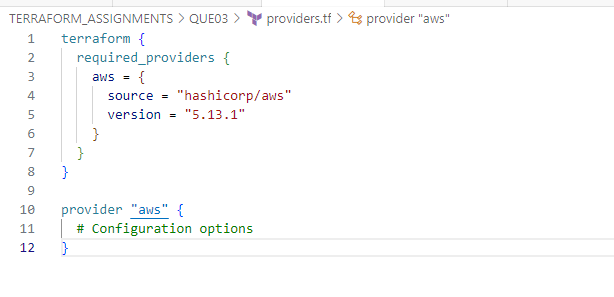 TERRAFORM_ASSIGNMENTS > QUE03 > providers.tf > provider "aws"
1 terraform {
2   required_providers {
3     aws = {
4       source = "hashicorp/aws"
5       version = "5.13.1"
6     }
7   }
8 }
9
10 provider "aws" {
11   # Configuration options
12 }